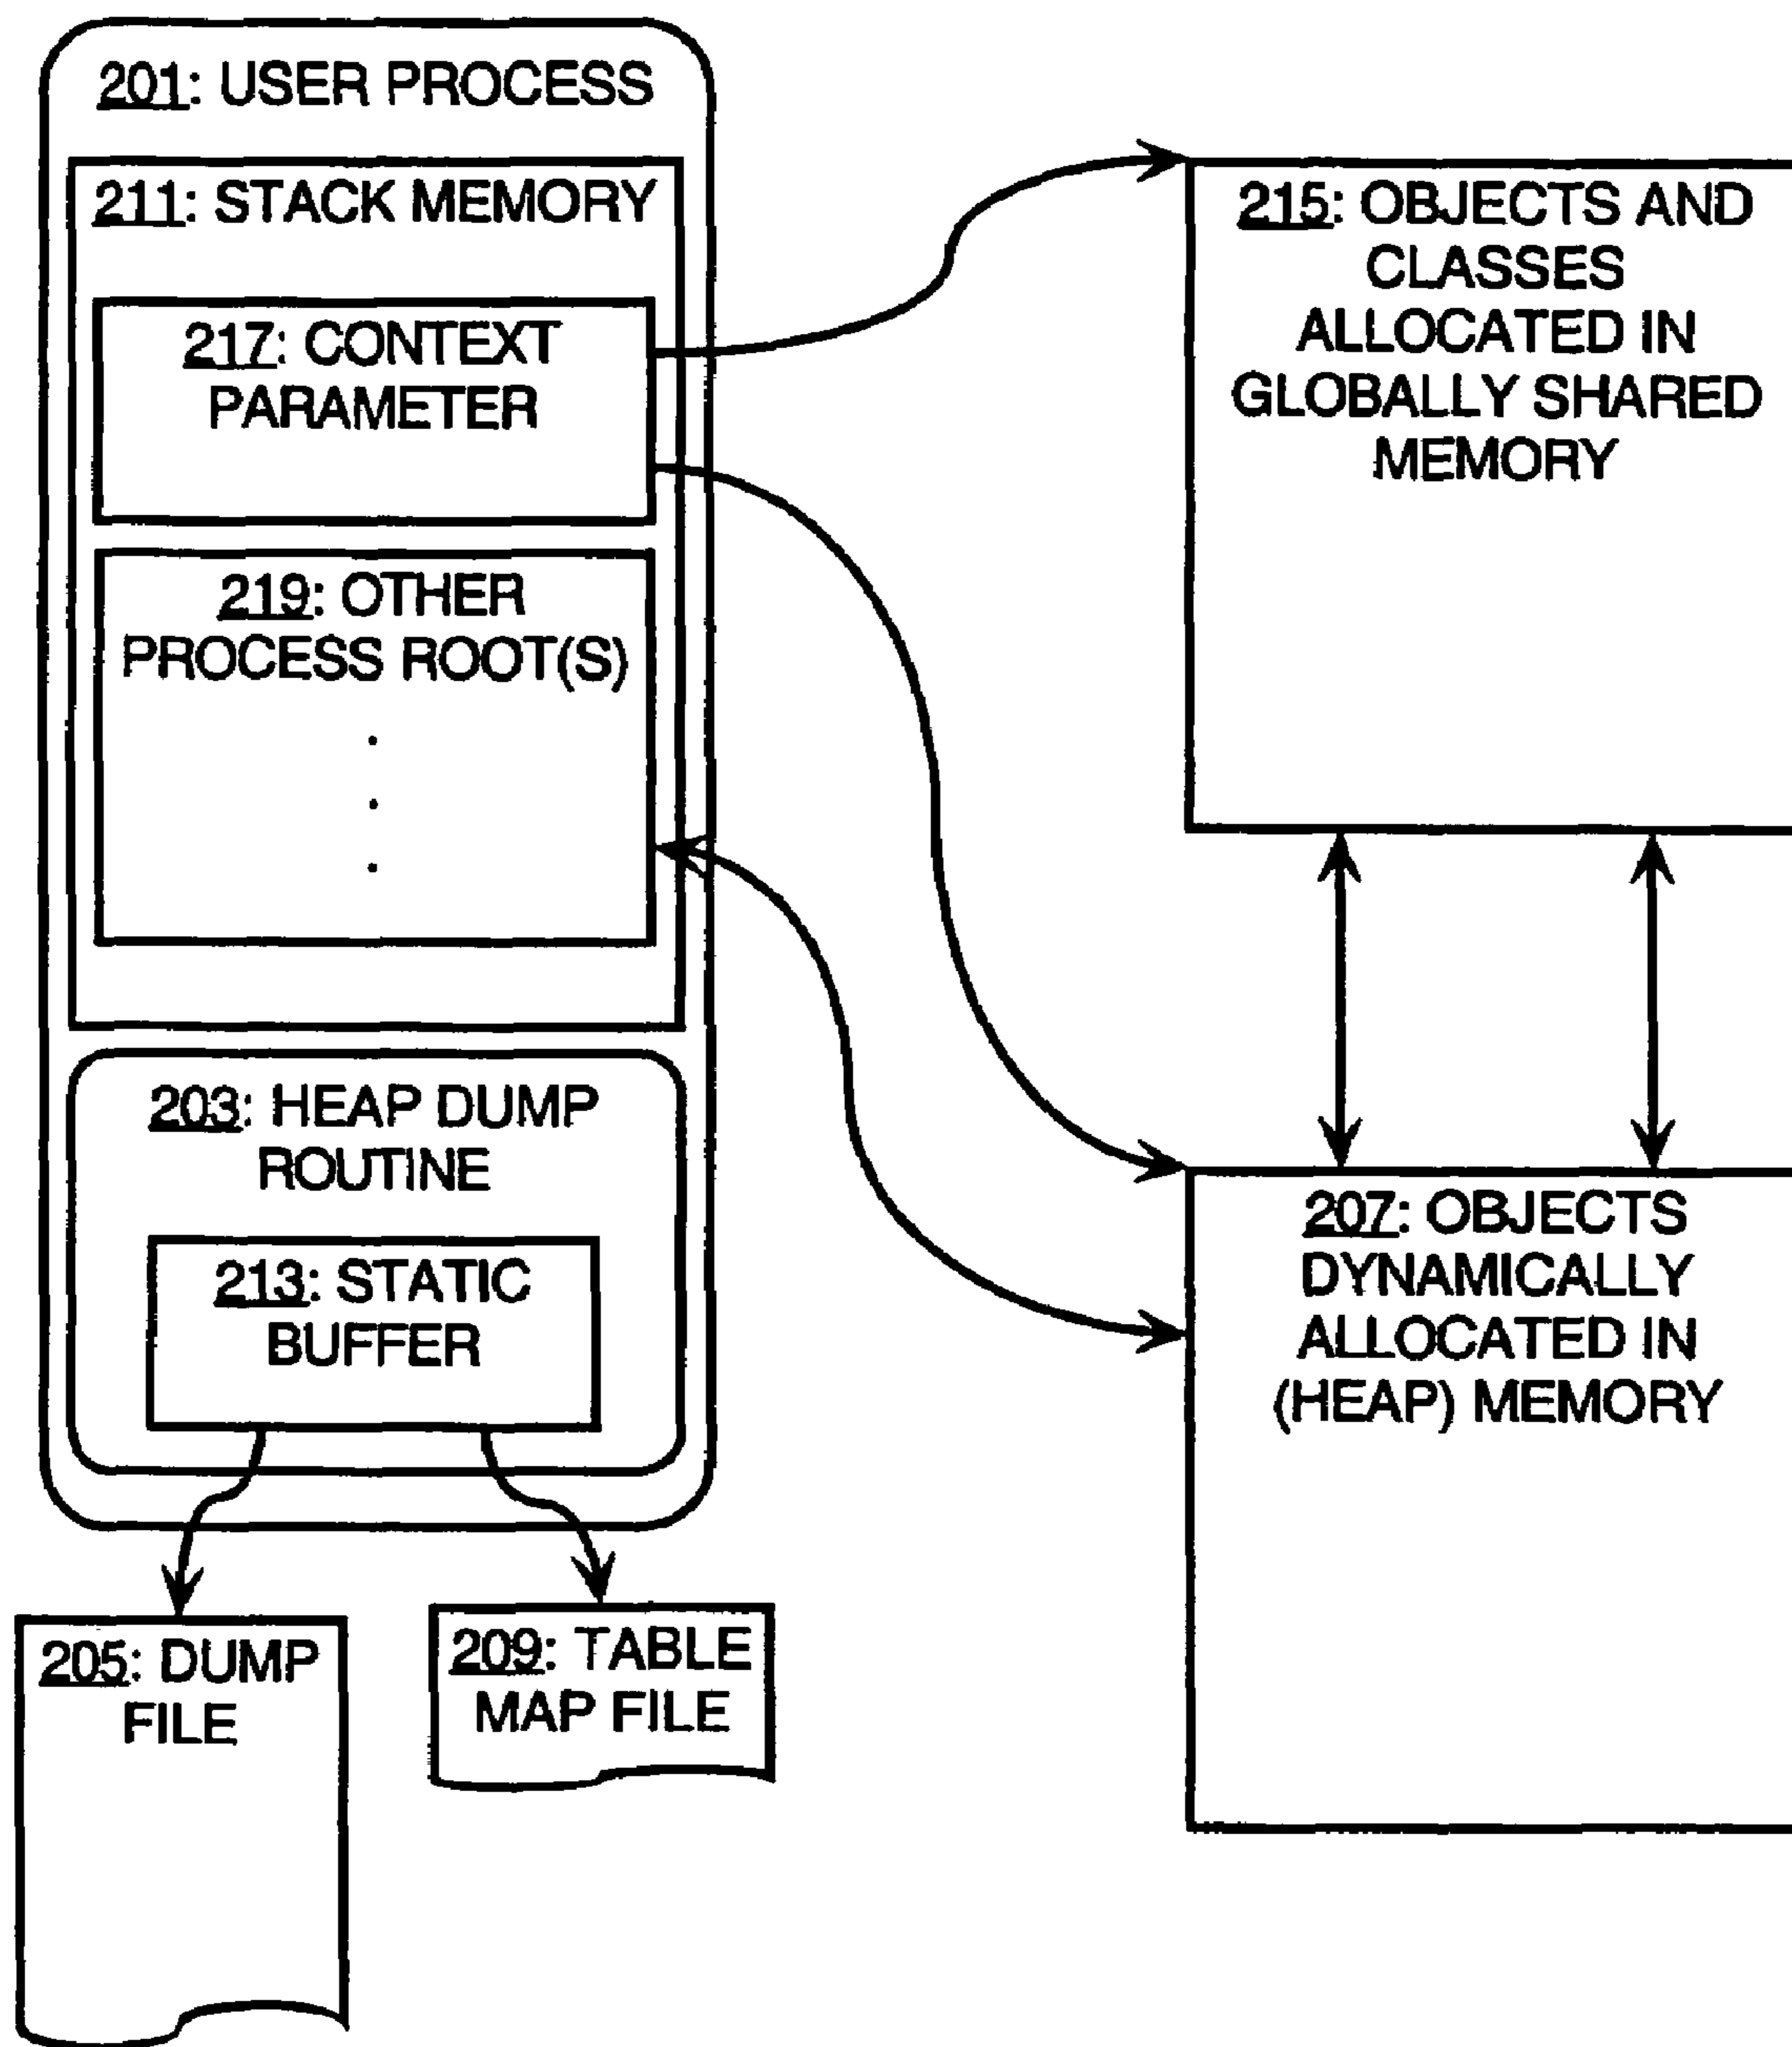 201: USER PROCESS
211: STACK MEMORY
217: CONTEXT
PARAMETER
219: OTHER
PROCESS ROOT(S)
.
.
.
203: HEAP DUMP
ROUTINE
213: STATIC
BUFFER
205: DUMP
FILE
209: TABLE
MAP FILE
215: OBJECTS AND
CLASSES
ALLOCATED IN
GLOBALLY SHARED
MEMORY
207: OBJECTS
DYNAMICALLY
ALLOCATED IN
(HEAP) MEMORY